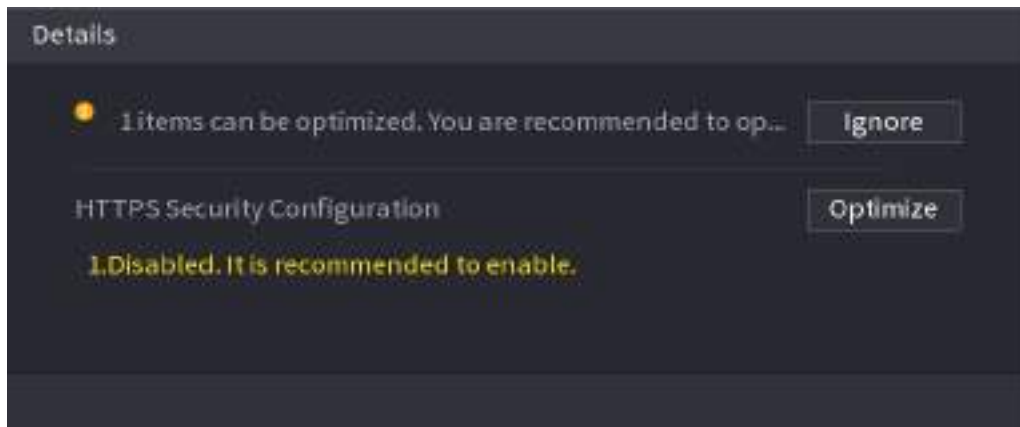 Details
1 items can be optimized. You are recommended to op...
Ignore
HTTPS Security Configuration
Optimize
1.Disabled. It is recommended to enable.